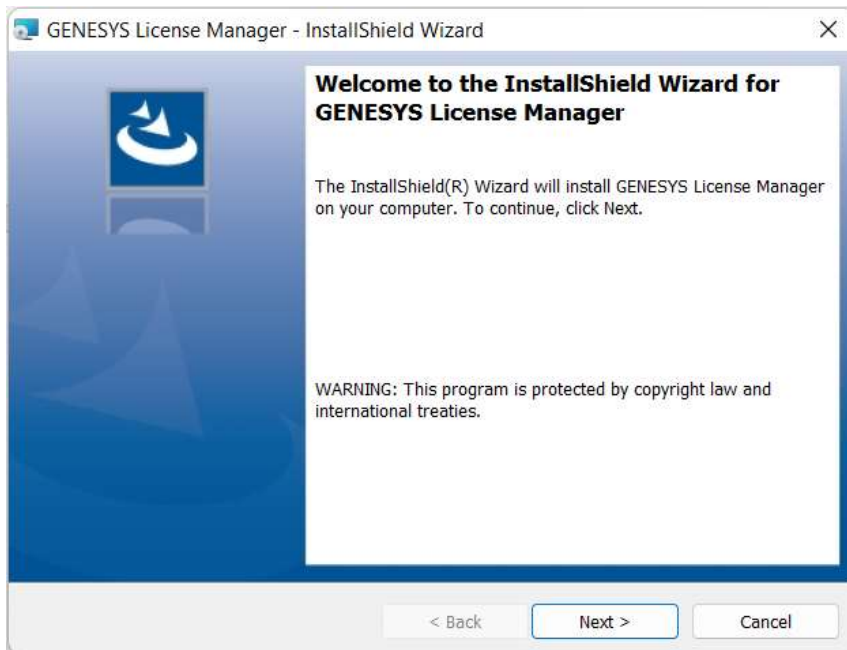 GENESYS License Manager - InstallShield Wizard
Welcome to the InstallShield Wizard for
GENESYS License Manager
The InstallShield(R) Wizard will install GENESYS License Manager
on your computer. To continue, click Next.
WARNING: This program is protected by copyright law and
international treaties.
< Back
Next >
Cancel